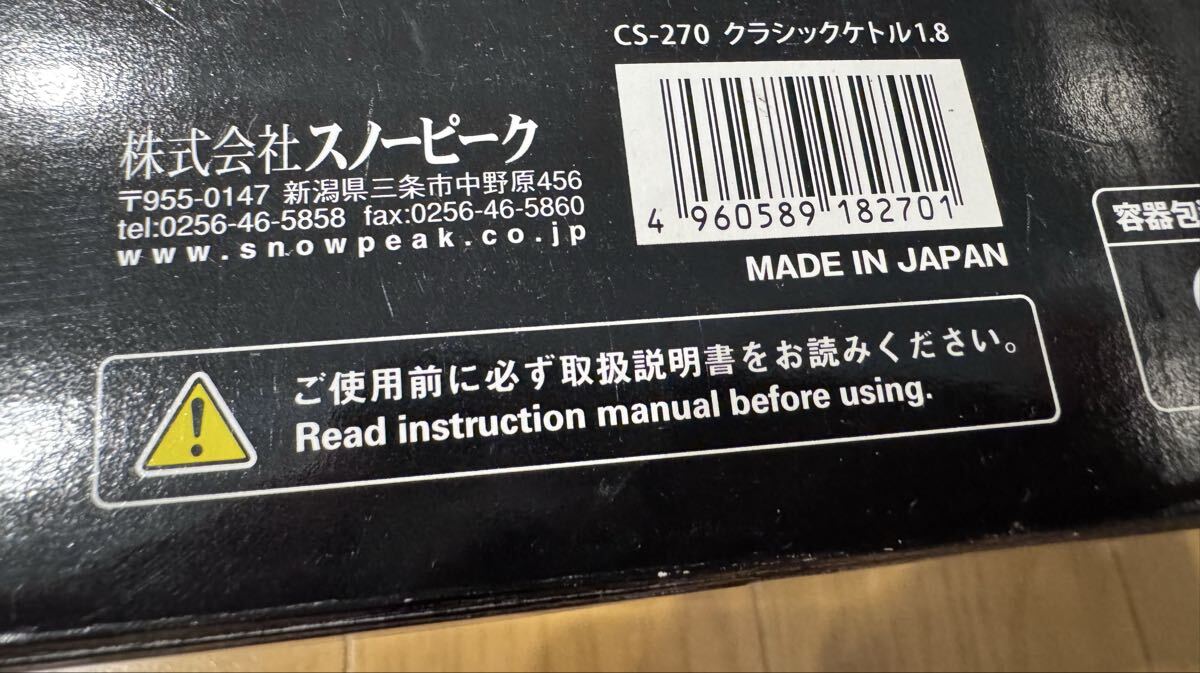 CS-270 クラシックケトル1.8
4 960589 182701
MADE IN JAPAN
株式会社スノーピーク
〒955-0147 新潟県三条市中野原456
tel:0256-46-5858 fax:0256-46-5860
www.snowpeak.co.jp
ご使用前に必ず取扱説明書をお読みください。
Read instruction manual before using.
容器包